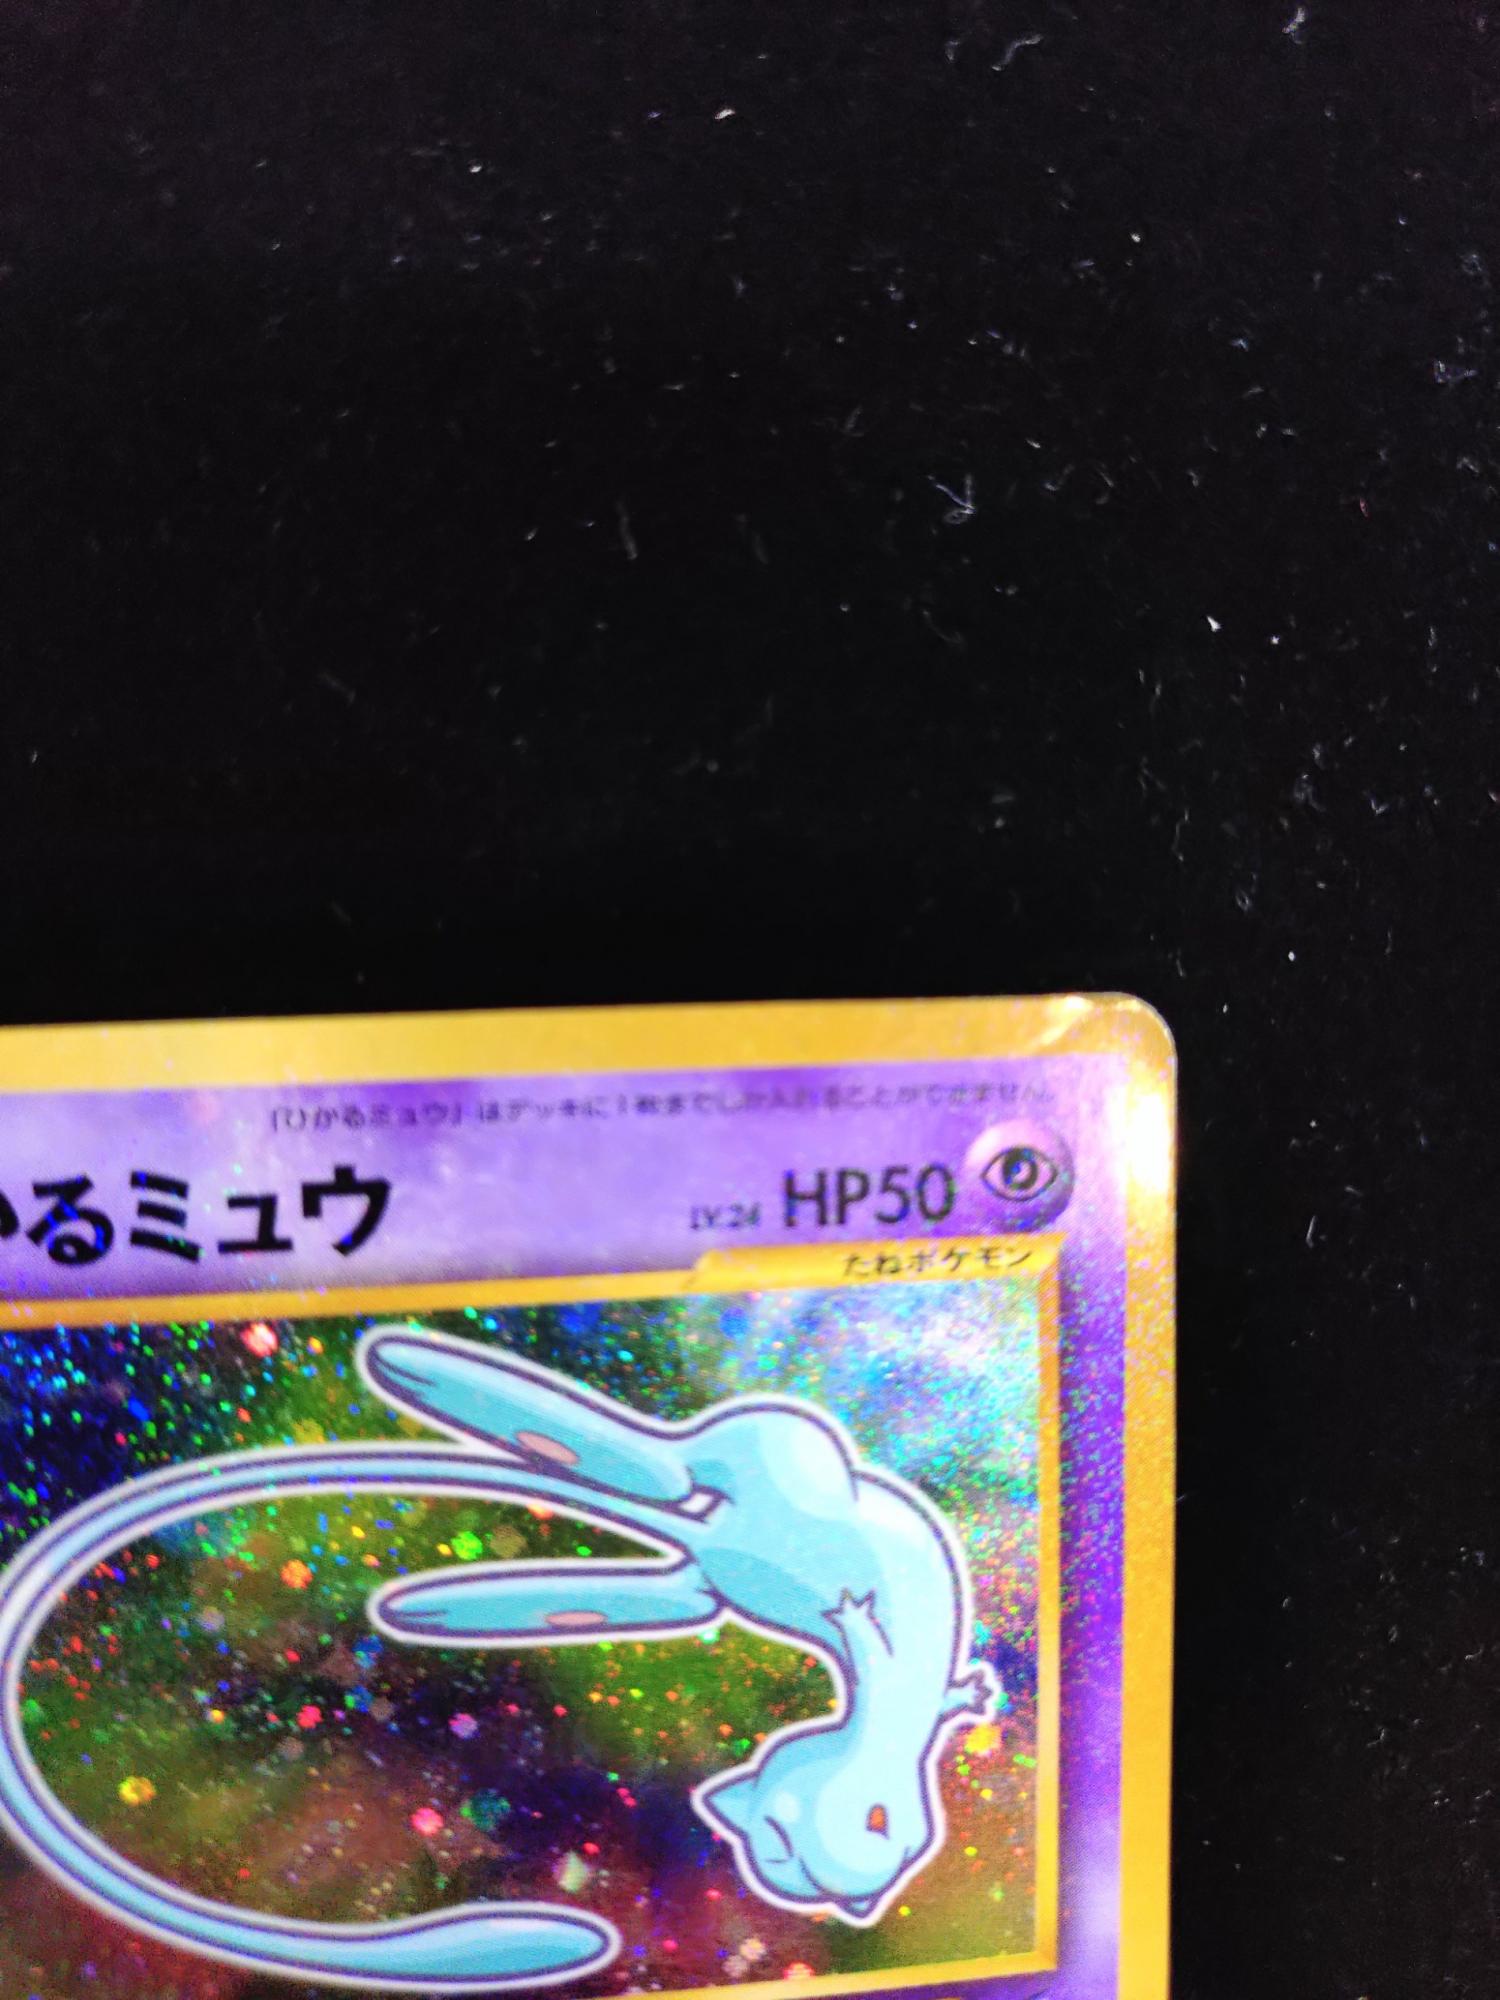 「ひかるミュウ」はデッキに1枚までしか入れることができません。
かるミュウ LV.24 HP50
たねポケモン